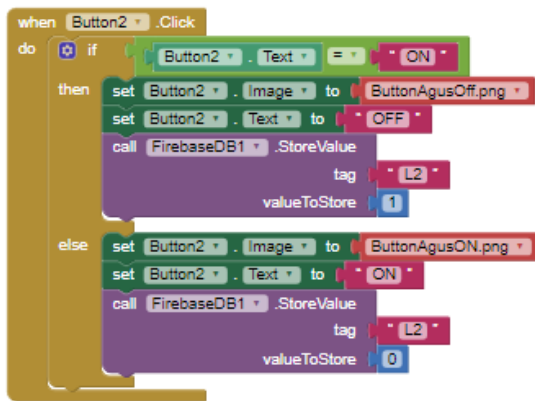 when Button2 .Click
do if Button2 . Text = " ON "
then set Button2 . Image to ButtonAgusOff.png
set Button2 . Text to " OFF "
call FirebaseDB1 .StoreValue
tag " L2 "
valueToStore 1
else set Button2 . Image to ButtonAgusON.png
set Button2 . Text to " ON "
call FirebaseDB1 .StoreValue
tag " L2 "
valueToStore 0